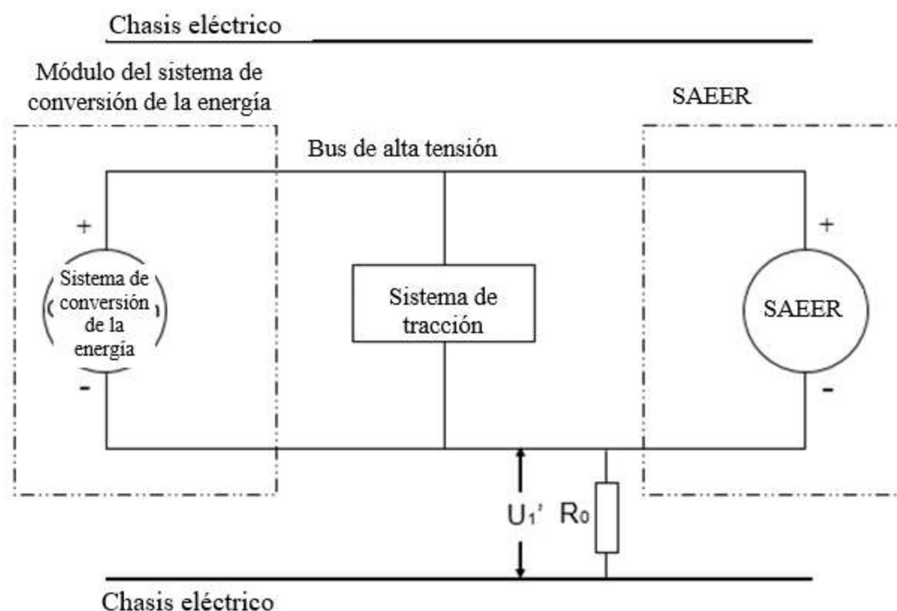 Chasis eléctrico
Módulo del sistema de
conversión de la energía
SAEER
Bus de alta tensión
+
+
Sistema de
conversión
de la
energía
Sistema de
tracción
SAEER
-
-
U₁' R₀
Chasis eléctrico